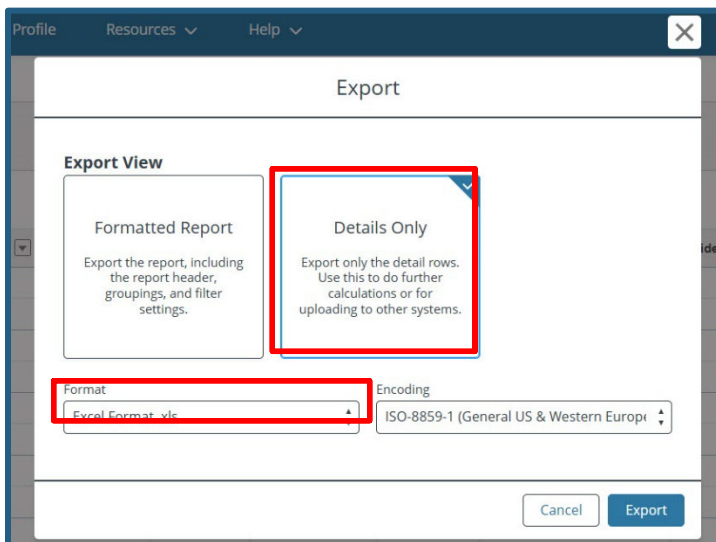 Profile Resources Help
Export
Export View
Formatted Report
Export the report, including
the report header,
groupings, and filter
settings.
Details Only
Export only the detail rows.
Use this to do further
calculations or for
uploading to other systems.
Format
Excel Format .xls
Encoding
ISO-8859-1 (General US & Western Europe
Cancel Export